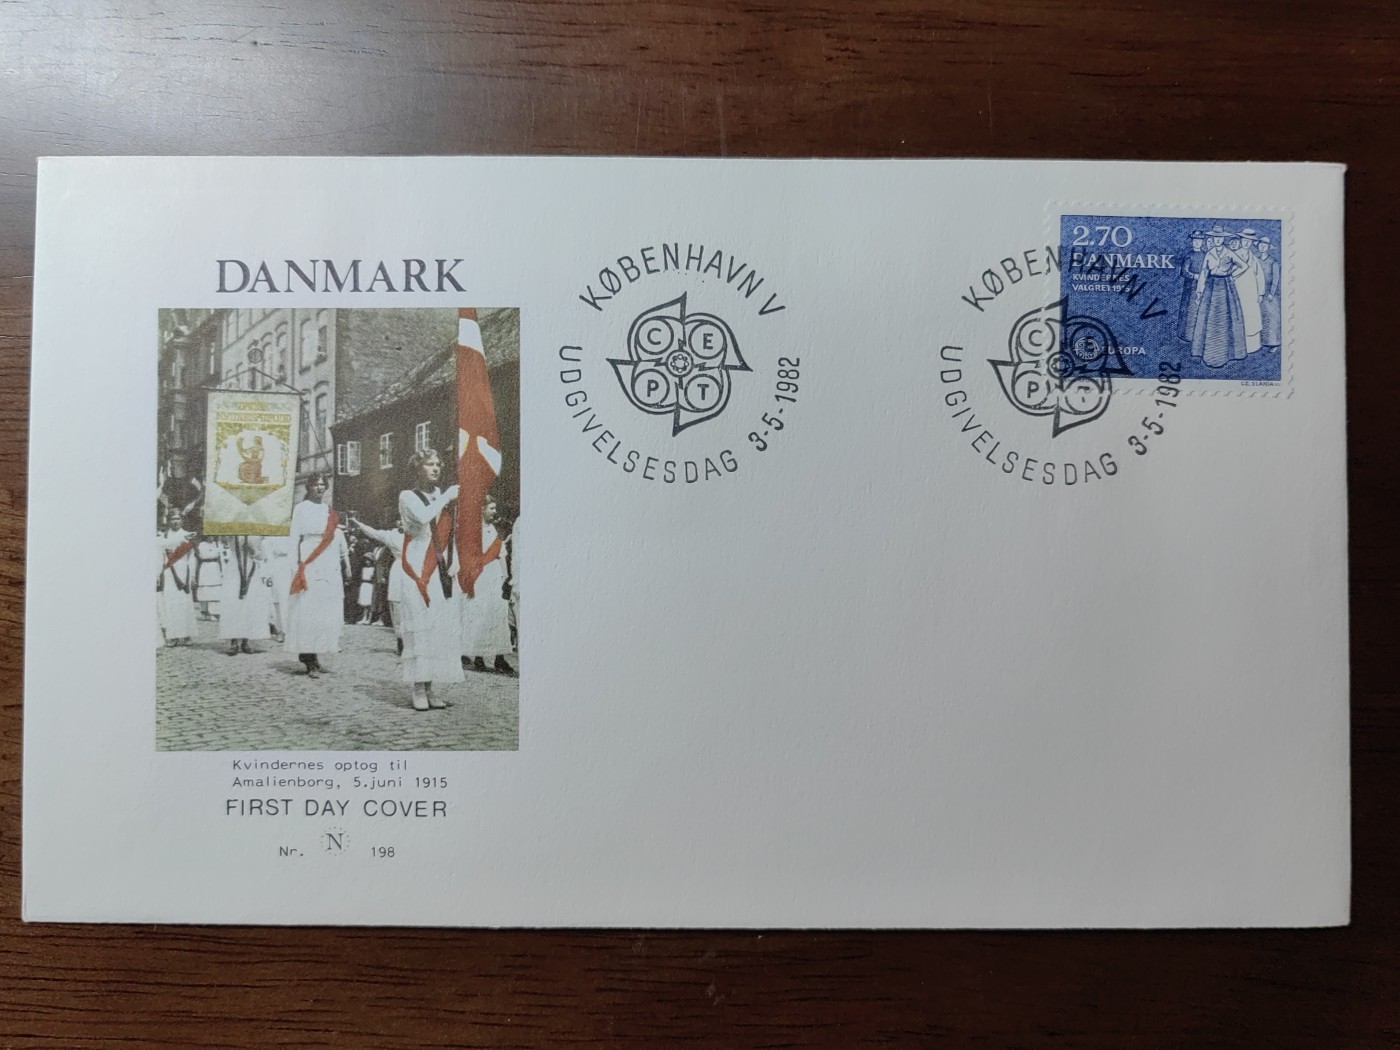 DANMARK
Kvindernes optog til
Amalienborg, 5.juni 1915
FIRST DAY COVER
Nr. N 198
KØBENHAVN V
C E
P T
UDGIVELSESDAG 3-5-1982
KØBENHAVN V
C E
P T
UDGIVELSESDAG 3-5-1982
2.70
DANMARK
KVINDERNES
VALGRET 1915
EUROPA